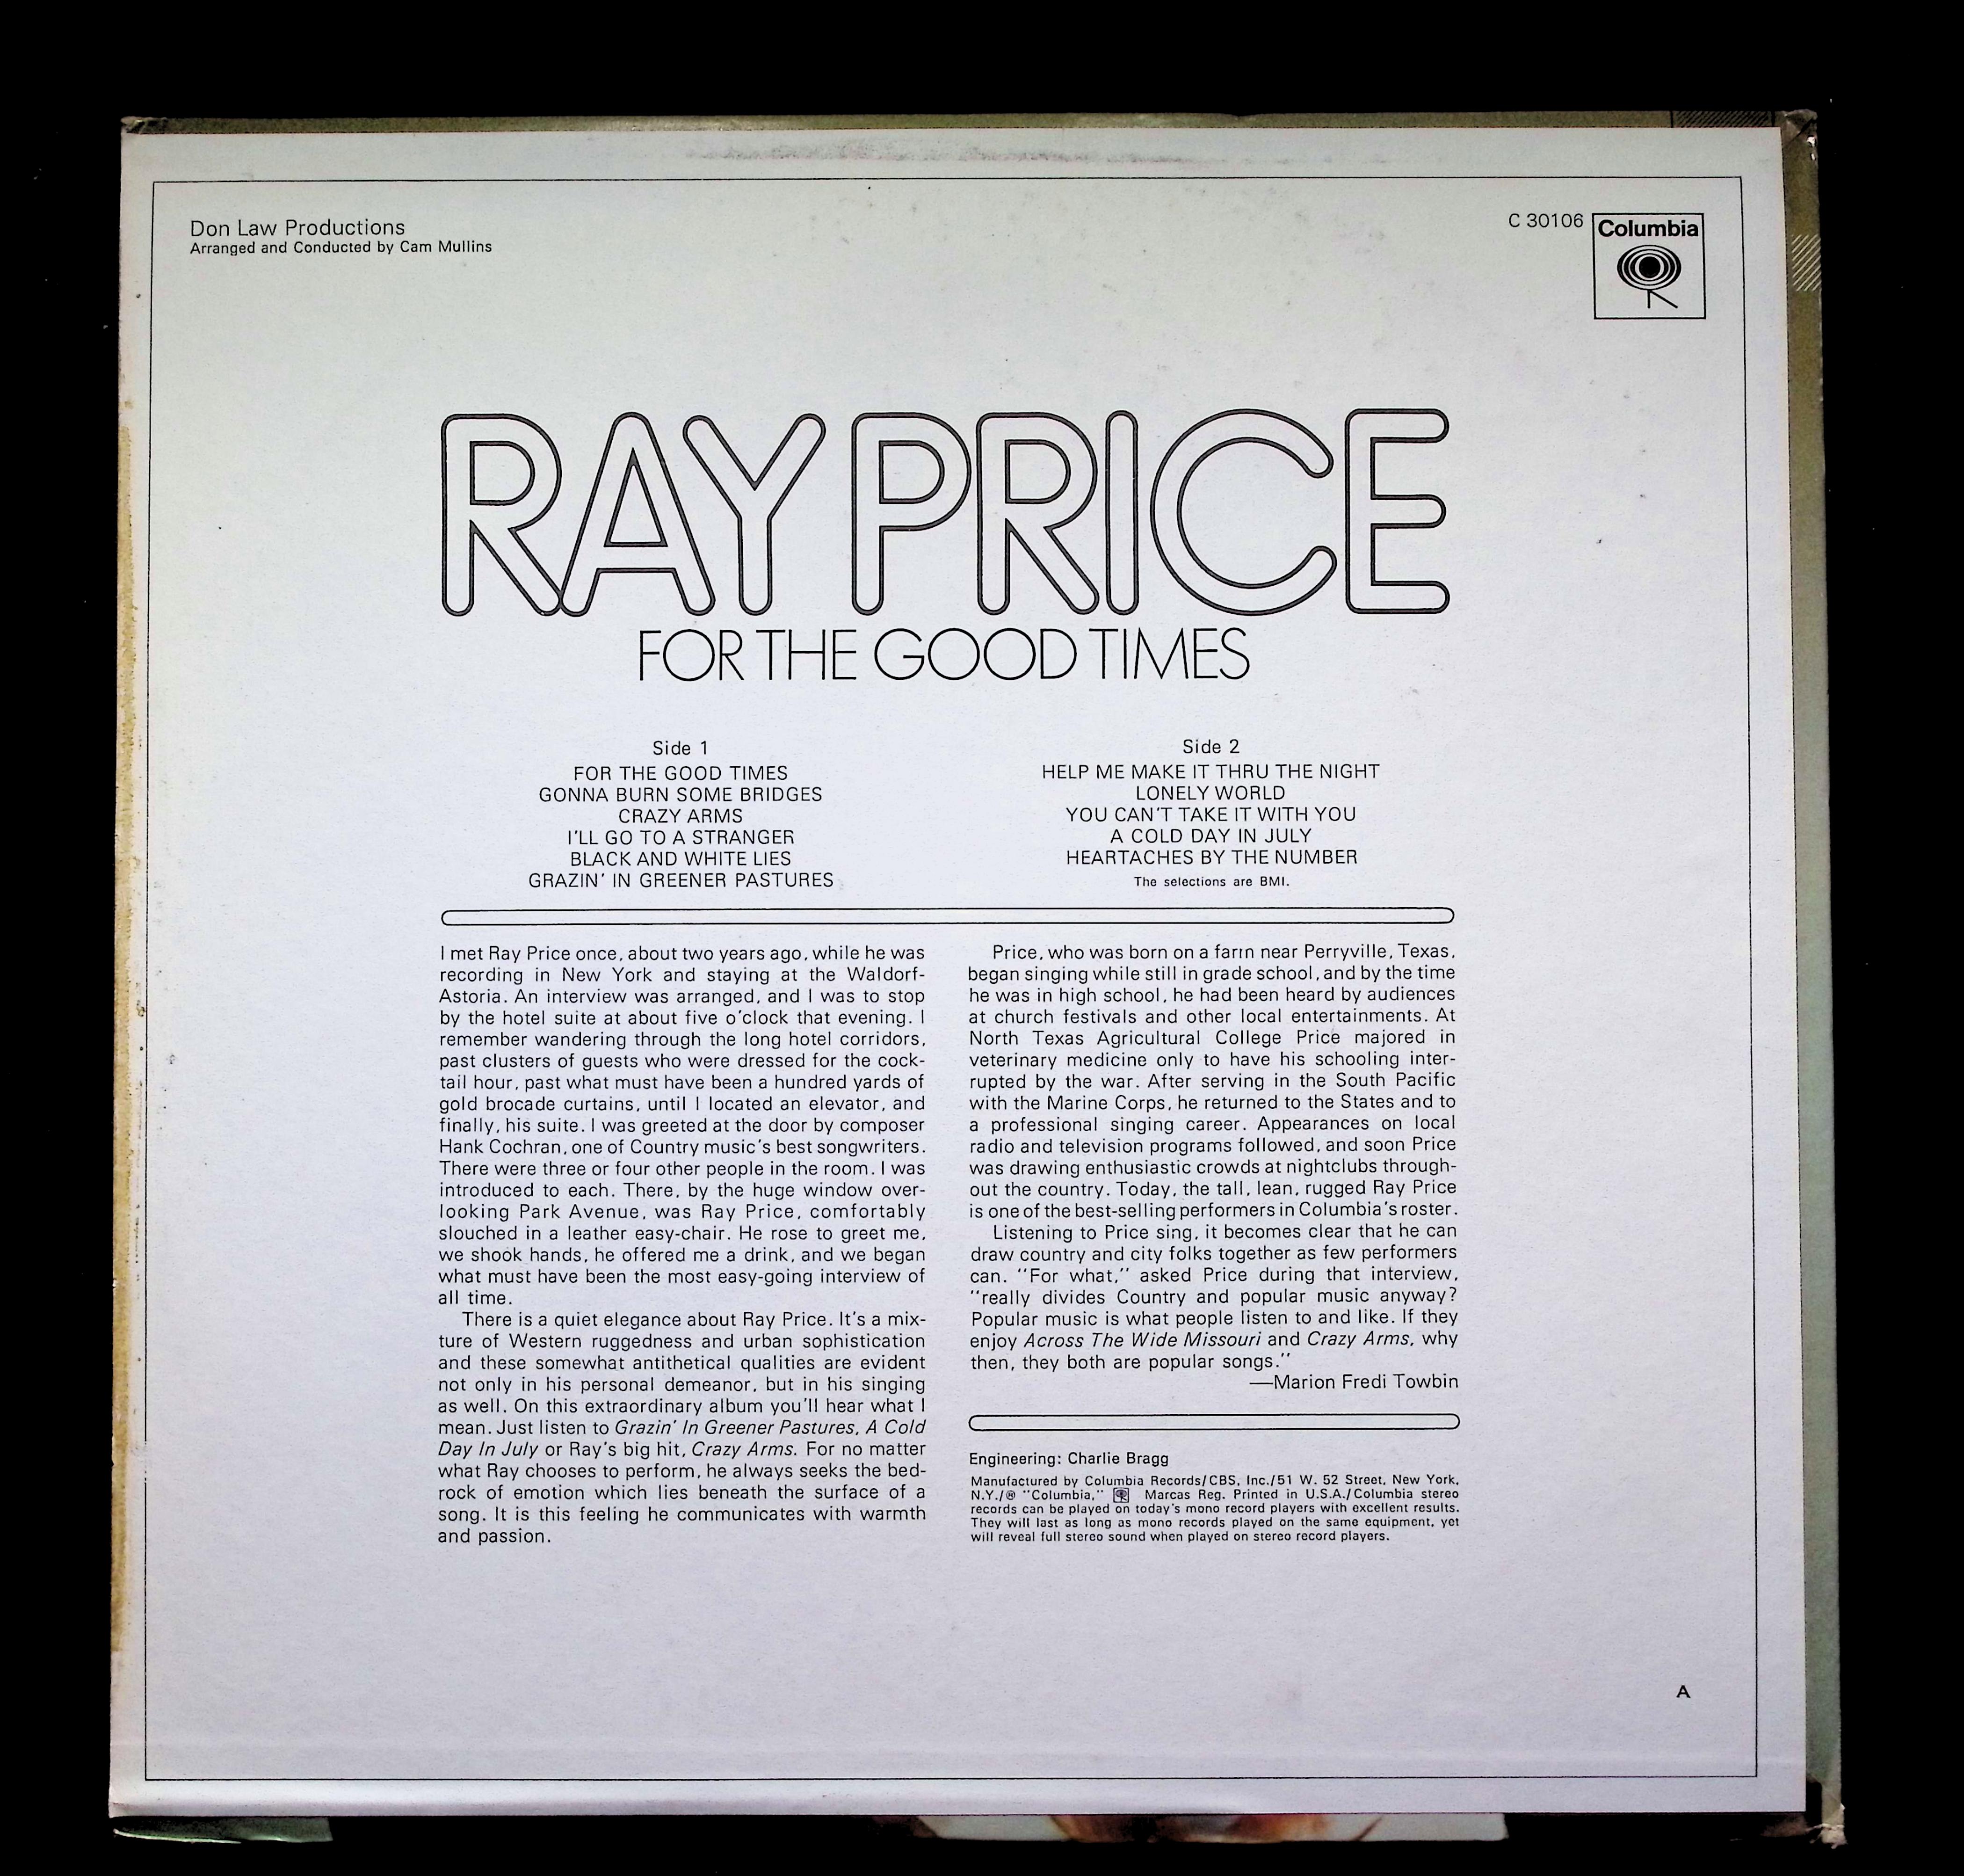 Don Law Productions
Arranged and Conducted by Cam Mullins
C 30106
Columbia
RAY PRICE
FOR THE GOOD TIMES
Side 1
FOR THE GOOD TIMES
GONNA BURN SOME BRIDGES
CRAZY ARMS
I'LL GO TO A STRANGER
BLACK AND WHITE LIES
GRAZIN' IN GREENER PASTURES
Side 2
HELP ME MAKE IT THRU THE NIGHT
LONELY WORLD
YOU CAN'T TAKE IT WITH YOU
A COLD DAY IN JULY
HEARTACHES BY THE NUMBER
The selections are BMI.
I met Ray Price once, about two years ago, while he was
recording in New York and staying at the Waldorf-
Astoria. An interview was arranged, and I was to stop
by the hotel suite at about five o'clock that evening. I
remember wandering through the long hotel corridors,
past clusters of guests who were dressed for the cock-
tail hour, past what must have been a hundred yards of
gold brocade curtains, until I located an elevator, and
finally, his suite. I was greeted at the door by composer
Hank Cochran, one of Country music's best songwriters.
There were three or four other people in the room. I was
introduced to each. There, by the huge window over-
looking Park Avenue, was Ray Price, comfortably
slouched in a leather easy-chair. He rose to greet me,
we shook hands, he offered me a drink, and we began
what must have been the most easy-going interview of
all time.
There is a quiet elegance about Ray Price. It's a mix-
ture of Western ruggedness and urban sophistication
and these somewhat antithetical qualities are evident
not only in his personal demeanor, but in his singing
as well. On this extraordinary album you'll hear what I
mean. Just listen to Grazin' In Greener Pastures, A Cold
Day In July or Ray's big hit, Crazy Arms. For no matter
what Ray chooses to perform, he always seeks the bed-
rock of emotion which lies beneath the surface of a
song. It is this feeling he communicates with warmth
and passion.
Price, who was born on a farm near Perryville, Texas,
began singing while still in grade school, and by the time
he was in high school, he had been heard by audiences
at church festivals and other local entertainments. At
North Texas Agricultural College Price majored in
veterinary medicine only to have his schooling inter-
rupted by the war. After serving in the South Pacific
with the Marine Corps, he returned to the States and to
a professional singing career. Appearances on local
radio and television programs followed, and soon Price
was drawing enthusiastic crowds at nightclubs through-
out the country. Today, the tall, lean, rugged Ray Price
is one of the best-selling performers in Columbia's roster.
Listening to Price sing, it becomes clear that he can
draw country and city folks together as few performers
can. "For what," asked Price during that interview,
"really divides Country and popular music anyway?
Popular music is what people listen to and like. If they
enjoy Across The Wide Missouri and Crazy Arms, why
then, they both are popular songs."
—Marion Fredi Towbin
Engineering: Charlie Bragg
Manufactured by Columbia Records/CBS, Inc./51 W. 52 Street, New York,
N.Y./® "Columbia," Marcas Reg. Printed in U.S.A./Columbia stereo
records can be played on today's mono record players with excellent results.
They will last as long as mono records played on the same equipment, yet
will reveal full stereo sound when played on stereo record players.
A